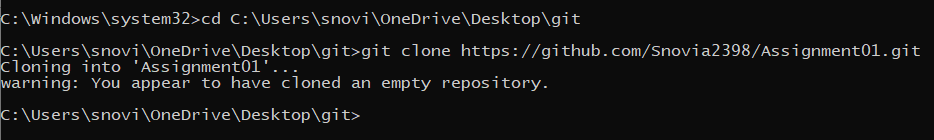 C:\Windows\system32>cd C:\Users\snovi\OneDrive\Desktop\git
C:\Users\snovi\OneDrive\Desktop\git>git clone https://github.com/Snovia2398/Assignment01.git
Cloning into 'Assignment01'...
warning: You appear to have cloned an empty repository.
C:\Users\snovi\OneDrive\Desktop\git>